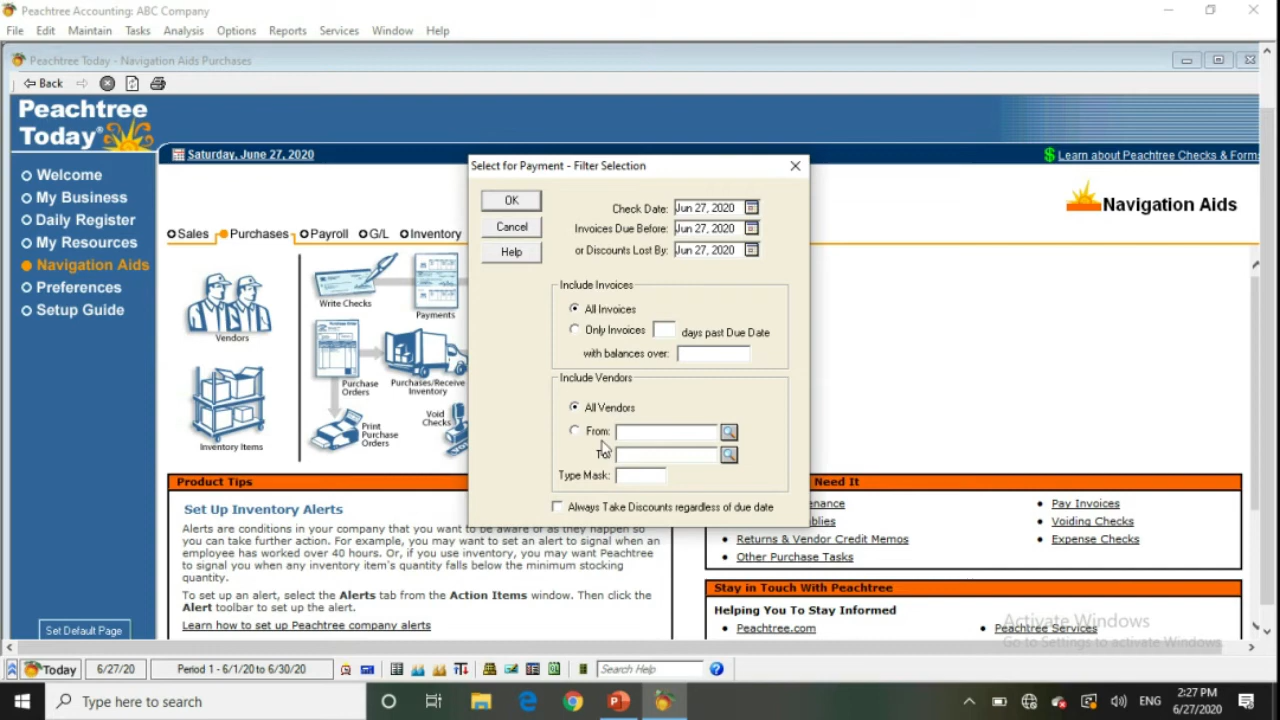 Peachtree Accounting: ABC Company
File Edit Maintain Tasks Analysis Options Reports Services Window Help
Peachtree Today - Navigation Aids Purchases
Back
Peachtree
Today
Saturday, June 27, 2020
Learn about Peachtree Checks & Form
Welcome
My Business
Daily Register
My Resources
Navigation Aids
Preferences
Setup Guide
Set Default Page
Navigation Aids
Sales Purchases Payroll G/L Inventory
Vendors
Write Checks
Payments
Purchase
Orders
Purchases/Receive
Inventory
Inventory Items
Print
Purchase
Orders
Void
Checks
Select for Payment - Filter Selection
OK
Cancel
Help
Check Date: Jun 27, 2020
Invoices Due Before: Jun 27, 2020
or Discounts Lost By: Jun 27, 2020
Include Invoices
All Invoices
Only Invoices days past Due Date
with balances over:
Include Vendors
All Vendors
From:
To:
Type Mask:
Always Take Discounts regardless of due date
Product Tips
Set Up Inventory Alerts
Alerts are conditions in your company that you want to be aware of as they happen so
you can take further action. For example, you may want to set an alert to signal when an
employee has worked over 40 hours. Or, if you use inventory, you may want Peachtree
to signal you when any inventory item's quantity falls below the minimum stocking
quantity.
To set up an alert, select the Alerts tab from the Action Items window. Then click the
Alert toolbar to set up the alert.
Learn how to set up Peachtree company alerts
Need It
Returns & Vendor Credit Memos
Other Purchase Tasks
Pay Invoices
Voiding Checks
Expense Checks
Stay in Touch With Peachtree
Helping You To Stay Informed
Peachtree.com
Peachtree Services
Activate Windows
Go to Settings to activate Windows.
Today 6/27/20 Period 1 - 6/1/20 to 6/30/20 Search Help
Type here to search
ENG
2:27 PM
6/27/2020